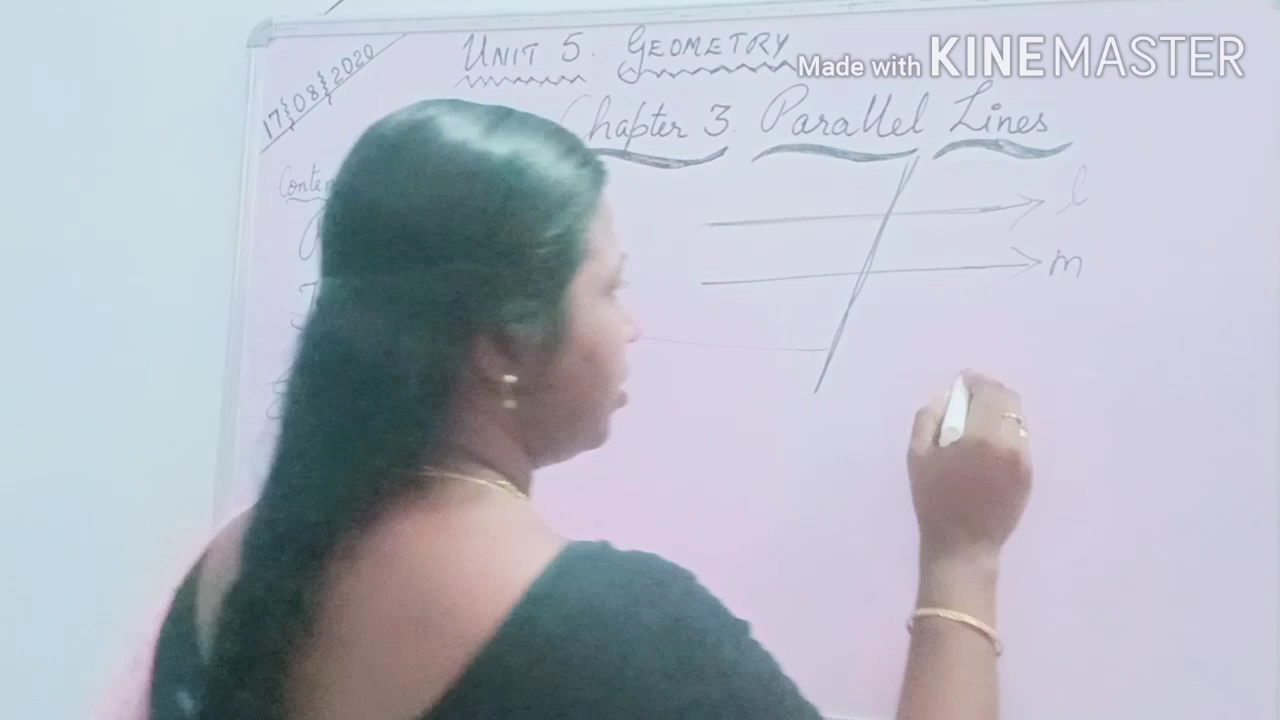 Made with KINEMASTER
17/08/2020
UNIT 5. GEOMETRY
Chapter 3. Parallel Lines
l
m